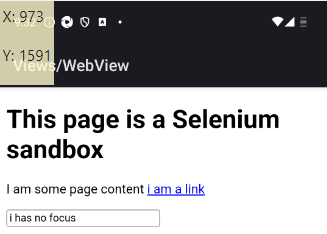 X: 973
Y: 1591
Views/WebView
This page is a Selenium
sandbox
I am some page content i am a link
i has no focus